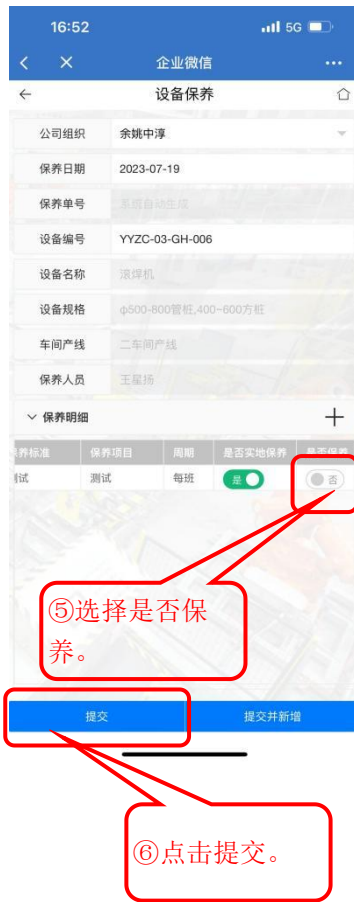 16:52
5G
企业微信
设备保养
公司组织 余姚中淳
保养日期 2023-07-19
保养单号 系统自动生成
设备编号 YYZC-03-GH-006
设备名称 滚焊机
设备规格 φ500-800管桩,400~600方桩
车间产线 二车间产线
保养人员 王星扬
保养明细
保养标准 保养项目 周期 是否实地保养 是否保养
测试 测试 每班 是 否
⑤选择是否保
养。
提交 提交并新增
⑥点击提交。